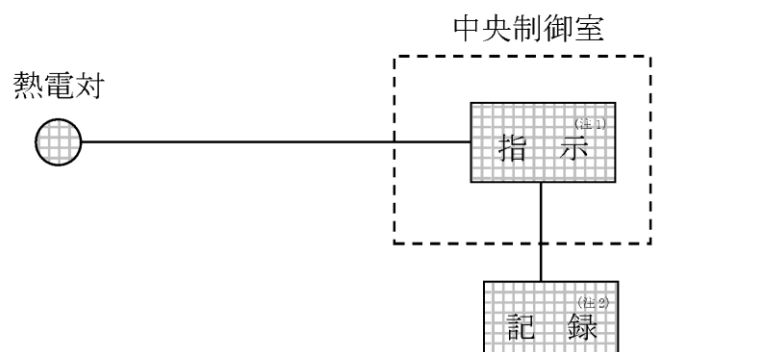 中央制御室
熱電対
(注1)
指 示
(注2)
記 録